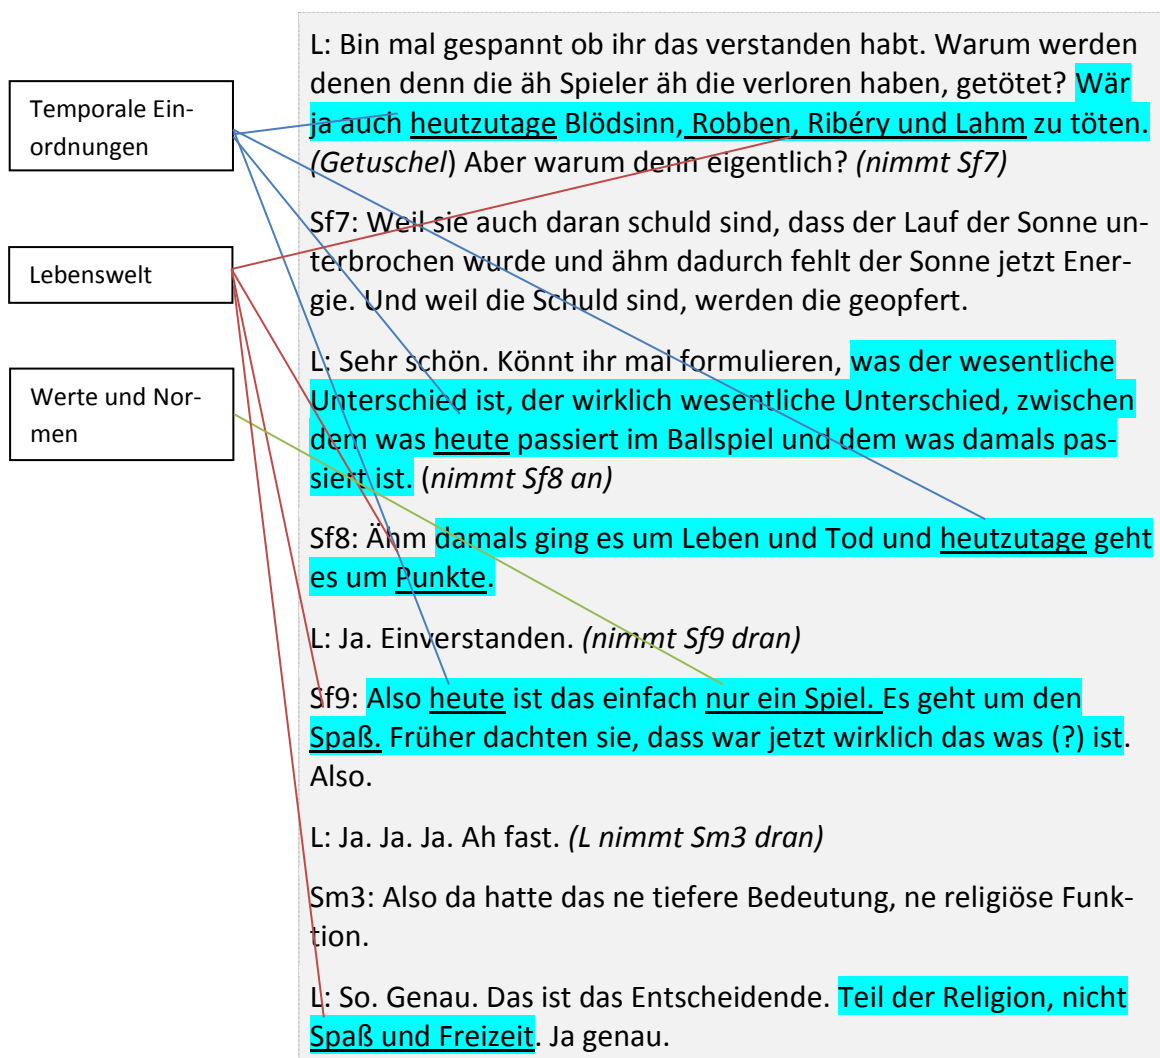 Temporale Ein-
ordnungen
Lebenswelt
Werte und Nor-
men
L: Bin mal gespannt ob ihr das verstanden habt. Warum werden
denen denn die äh Spieler äh die verloren haben, getötet? Wär
ja auch heutzutage Blödsinn, Robben, Ribéry und Lahm zu töten.
(Getuschel) Aber warum denn eigentlich? (nimmt Sf7)
Sf7: Weil sie auch daran schuld sind, dass der Lauf der Sonne un-
terbrochen wurde und ähm dadurch fehlt der Sonne jetzt Ener-
gie. Und weil die Schuld sind, werden die geopfert.
L: Sehr schön. Könnt ihr mal formulieren, was der wesentliche
Unterschied ist, der wirklich wesentliche Unterschied, zwischen
dem was heute passiert im Ballspiel und dem was damals pas-
siert ist. (nimmt Sf8 an)
Sf8: Ähm damals ging es um Leben und Tod und heutzutage geht
es um Punkte.
L: Ja. Einverstanden. (nimmt Sf9 dran)
Sf9: Also heute ist das einfach nur ein Spiel. Es geht um den
Spaß. Früher dachten sie, dass war jetzt wirklich das was (?) ist.
Also.
L: Ja. Ja. Ja. Ah fast. (L nimmt Sm3 dran)
Sm3: Also da hatte das ne tiefere Bedeutung, ne religiöse Funk-
tion.
L: So. Genau. Das ist das Entscheidende. Teil der Religion, nicht
Spaß und Freizeit. Ja genau.